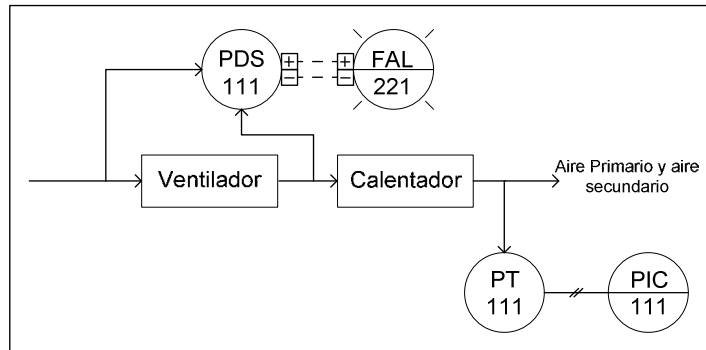 PDS
111
+
−
+
−
FAL
221
Ventilador
Calentador
Aire Primario y aire
secundario
PT
111
PIC
111